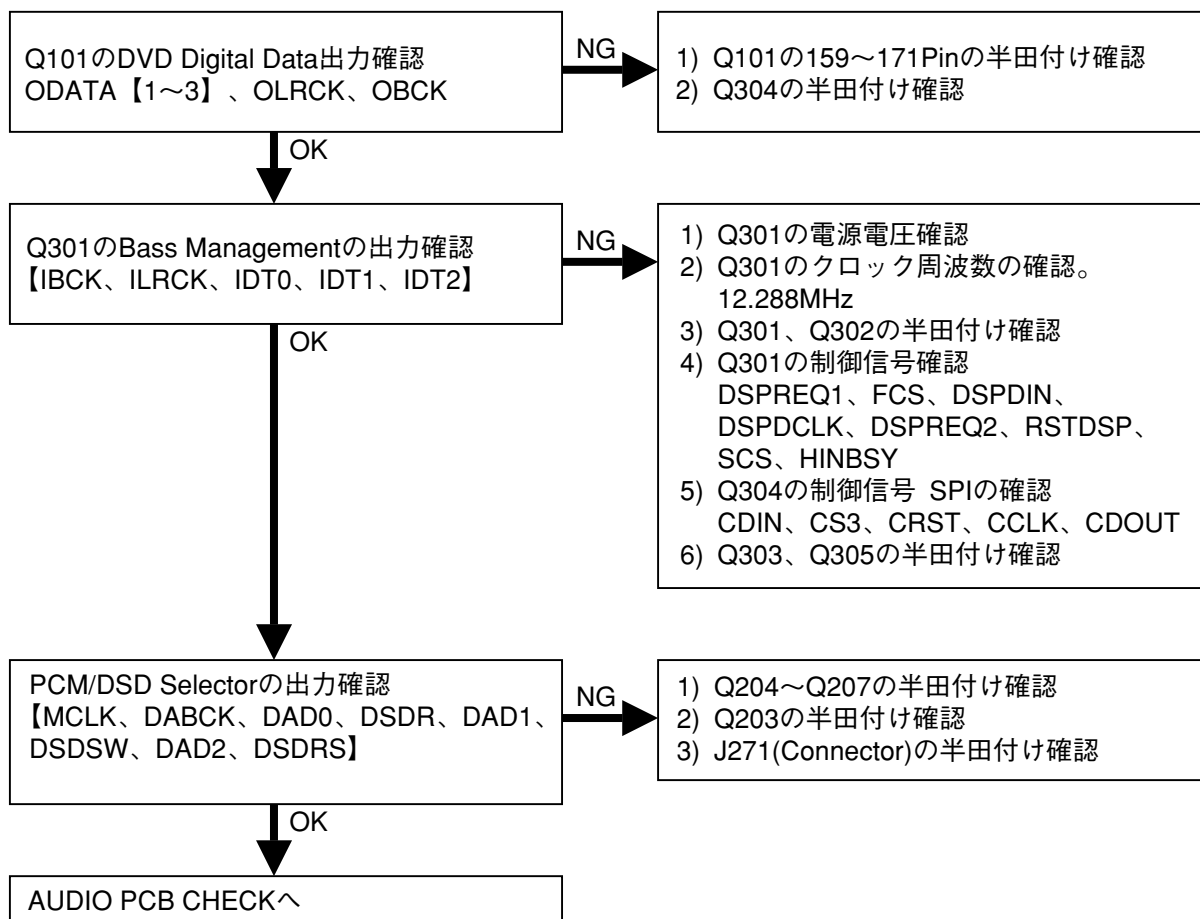 Q101のDVD Digital Data出力確認
ODATA【1～3】、OLRCK、OBCK
NG
1) Q101の159～171Pinの半田付け確認
2) Q304の半田付け確認
OK
Q301のBass Managementの出力確認
【IBCK、ILRCK、IDT0、IDT1、IDT2】
NG
1) Q301の電源電圧確認
2) Q301のクロック周波数の確認。
12.288MHz
3) Q301、Q302の半田付け確認
4) Q301の制御信号確認
DSPREQ1、FCS、DSPDIN、
DSPDCLK、DSPREQ2、RSTDSP、
SCS、HINBSY
5) Q304の制御信号 SPIの確認
CDIN、CS3、CRST、CCLK、CDOUT
6) Q303、Q305の半田付け確認
OK
PCM/DSD Selectorの出力確認
【MCLK、DABCK、DAD0、DSDR、DAD1、
DSDSW、DAD2、DSDRS】
NG
1) Q204～Q207の半田付け確認
2) Q203の半田付け確認
3) J271(Connector)の半田付け確認
OK
AUDIO PCB CHECKへ